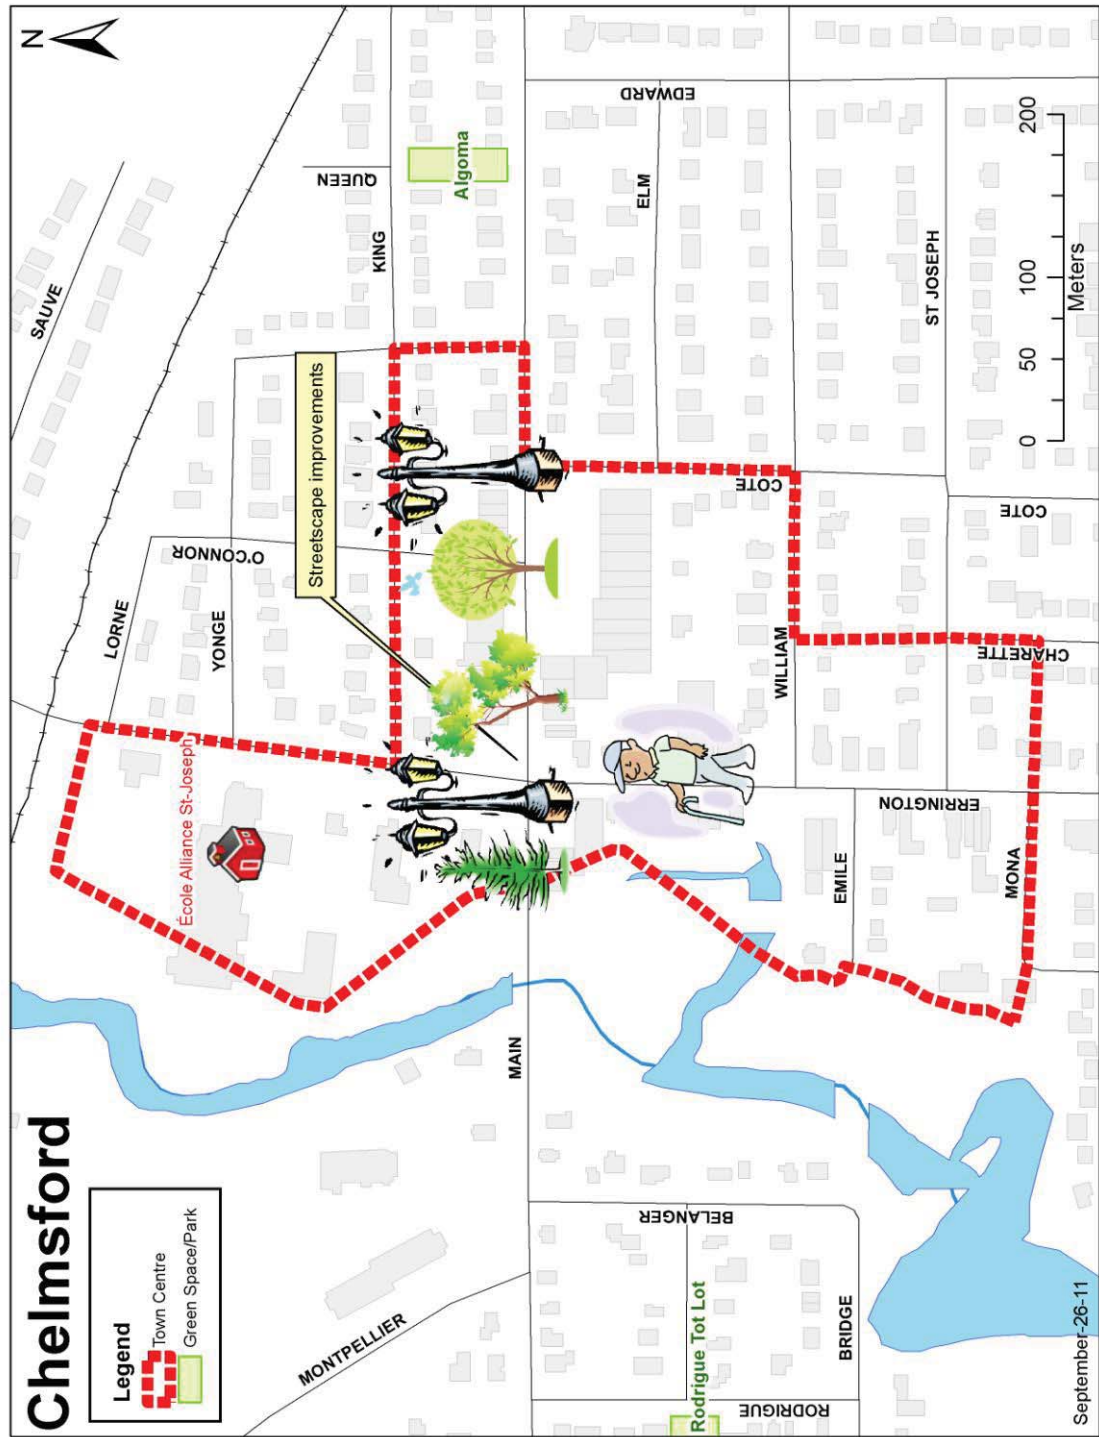 Chelmsford
Legend
Town Centre
Green Space/Park
N
SAUVE
LORNE
O'CONNOR
YONGE
QUEEN
KING
École Alliance St-Joseph
Streetscape improvements
Algoma
MONTPELLIER
MAIN
EDWARD
ELM
COTE
WILLIAM
BELANGER
Rodrigue Tot Lot
RODRIGUE
BRIDGE
EMILE
ERRINGTON
MONA
CHARETTE
COTE
ST JOSEPH
0 50 100 200
Meters
September-26-11